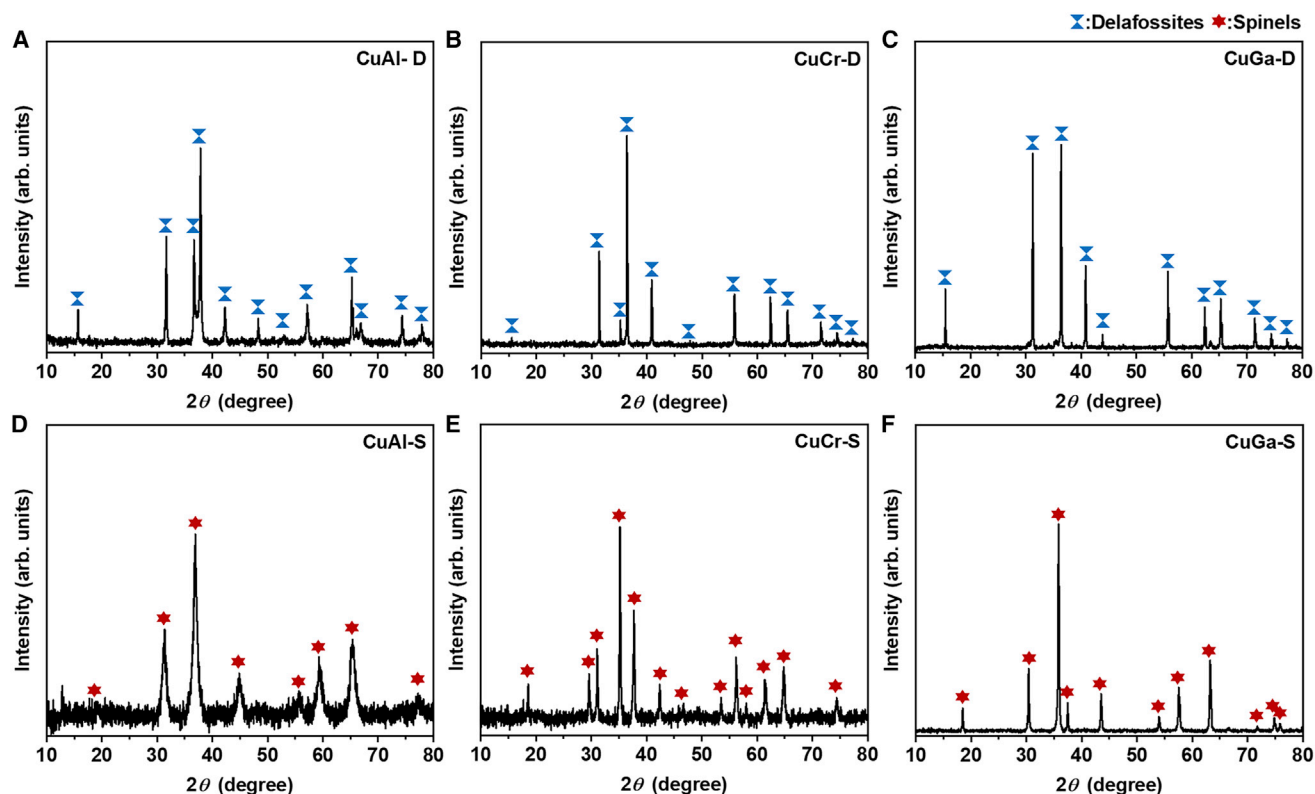 :Delafossites :Spinels
A B C
CuAl- D CuCr-D CuGa-D
Intensity (arb. units) Intensity (arb. units) Intensity (arb. units)
10 20 30 40 50 60 70 80 10 20 30 40 50 60 70 80 10 20 30 40 50 60 70 80
2θ (degree) 2θ (degree) 2θ (degree)
D E F
CuAl-S CuCr-S CuGa-S
Intensity (arb. units) Intensity (arb. units) Intensity (arb. units)
10 20 30 40 50 60 70 80 10 20 30 40 50 60 70 80 10 20 30 40 50 60 70 80
2θ (degree) 2θ (degree) 2θ (degree)